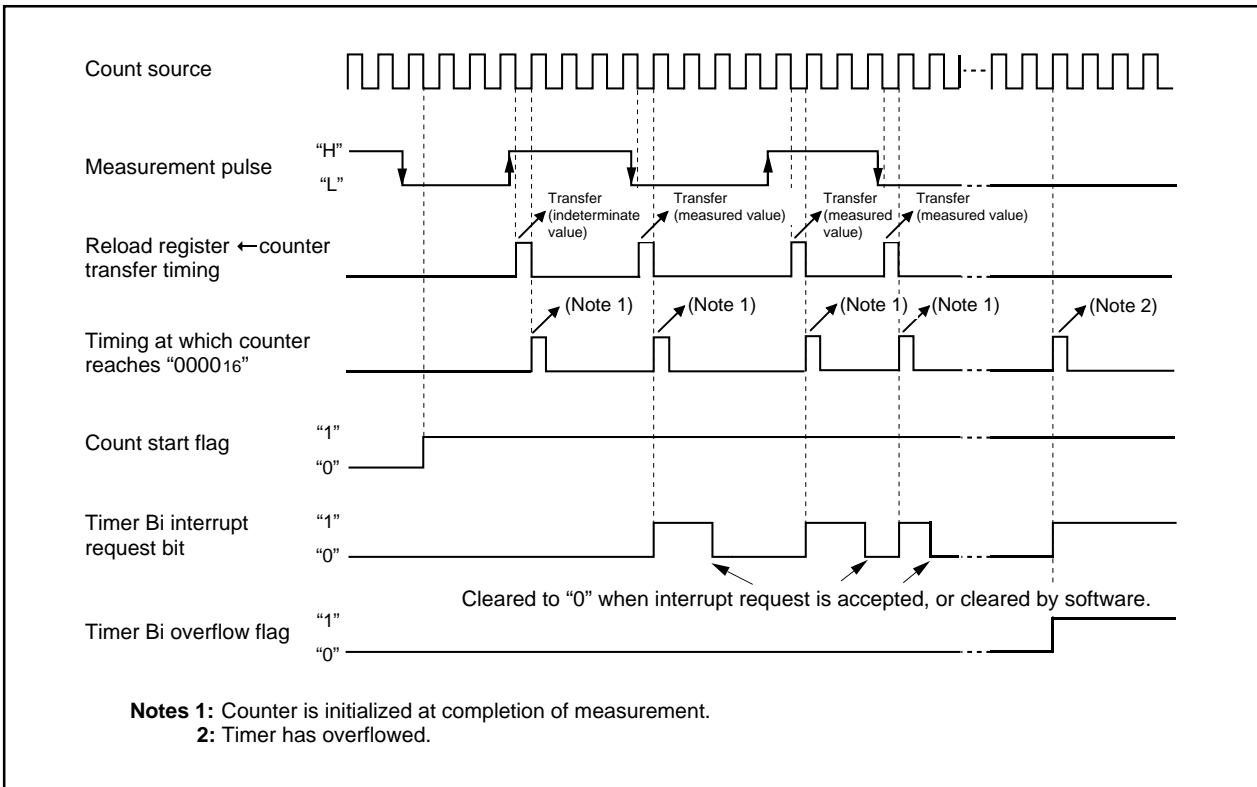 Count source
Measurement pulse
“H”
“L”
Transfer
(indeterminate
value)
Transfer
(measured value)
Transfer
(measured
value)
Transfer
(measured value)
Reload register ←counter
transfer timing
(Note 1)
(Note 1)
(Note 1)
(Note 1)
(Note 2)
Timing at which counter
reaches “000016”
Count start flag
“1”
“0”
Timer Bi interrupt
request bit
“1”
“0”
Cleared to “0” when interrupt request is accepted, or cleared by software.
Timer Bi overflow flag
“1”
“0”
Notes 1: Counter is initialized at completion of measurement.
2: Timer has overflowed.